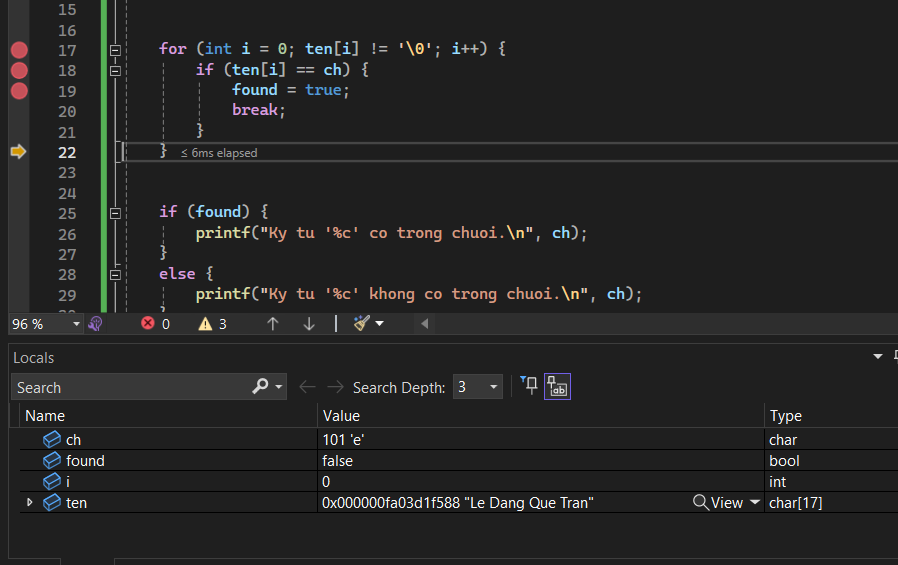 15
16
17 for (int i = 0; ten[i] != '\0'; i++) {
18 if (ten[i] == ch) {
19 found = true;
20 break;
21 }
22 } ≤ 6ms elapsed
23
24
25 if (found) {
26 printf("Ky tu '%c' co trong chuoi.\n", ch);
27 }
28 else {
29 printf("Ky tu '%c' khong co trong chuoi.\n", ch);
96 % 0 3
Locals
Search Search Depth: 3
Name Value Type
ch 101 'e' char
found false bool
i 0 int
ten 0x000000fa03d1f588 "Le Dang Que Tran" View char[17]